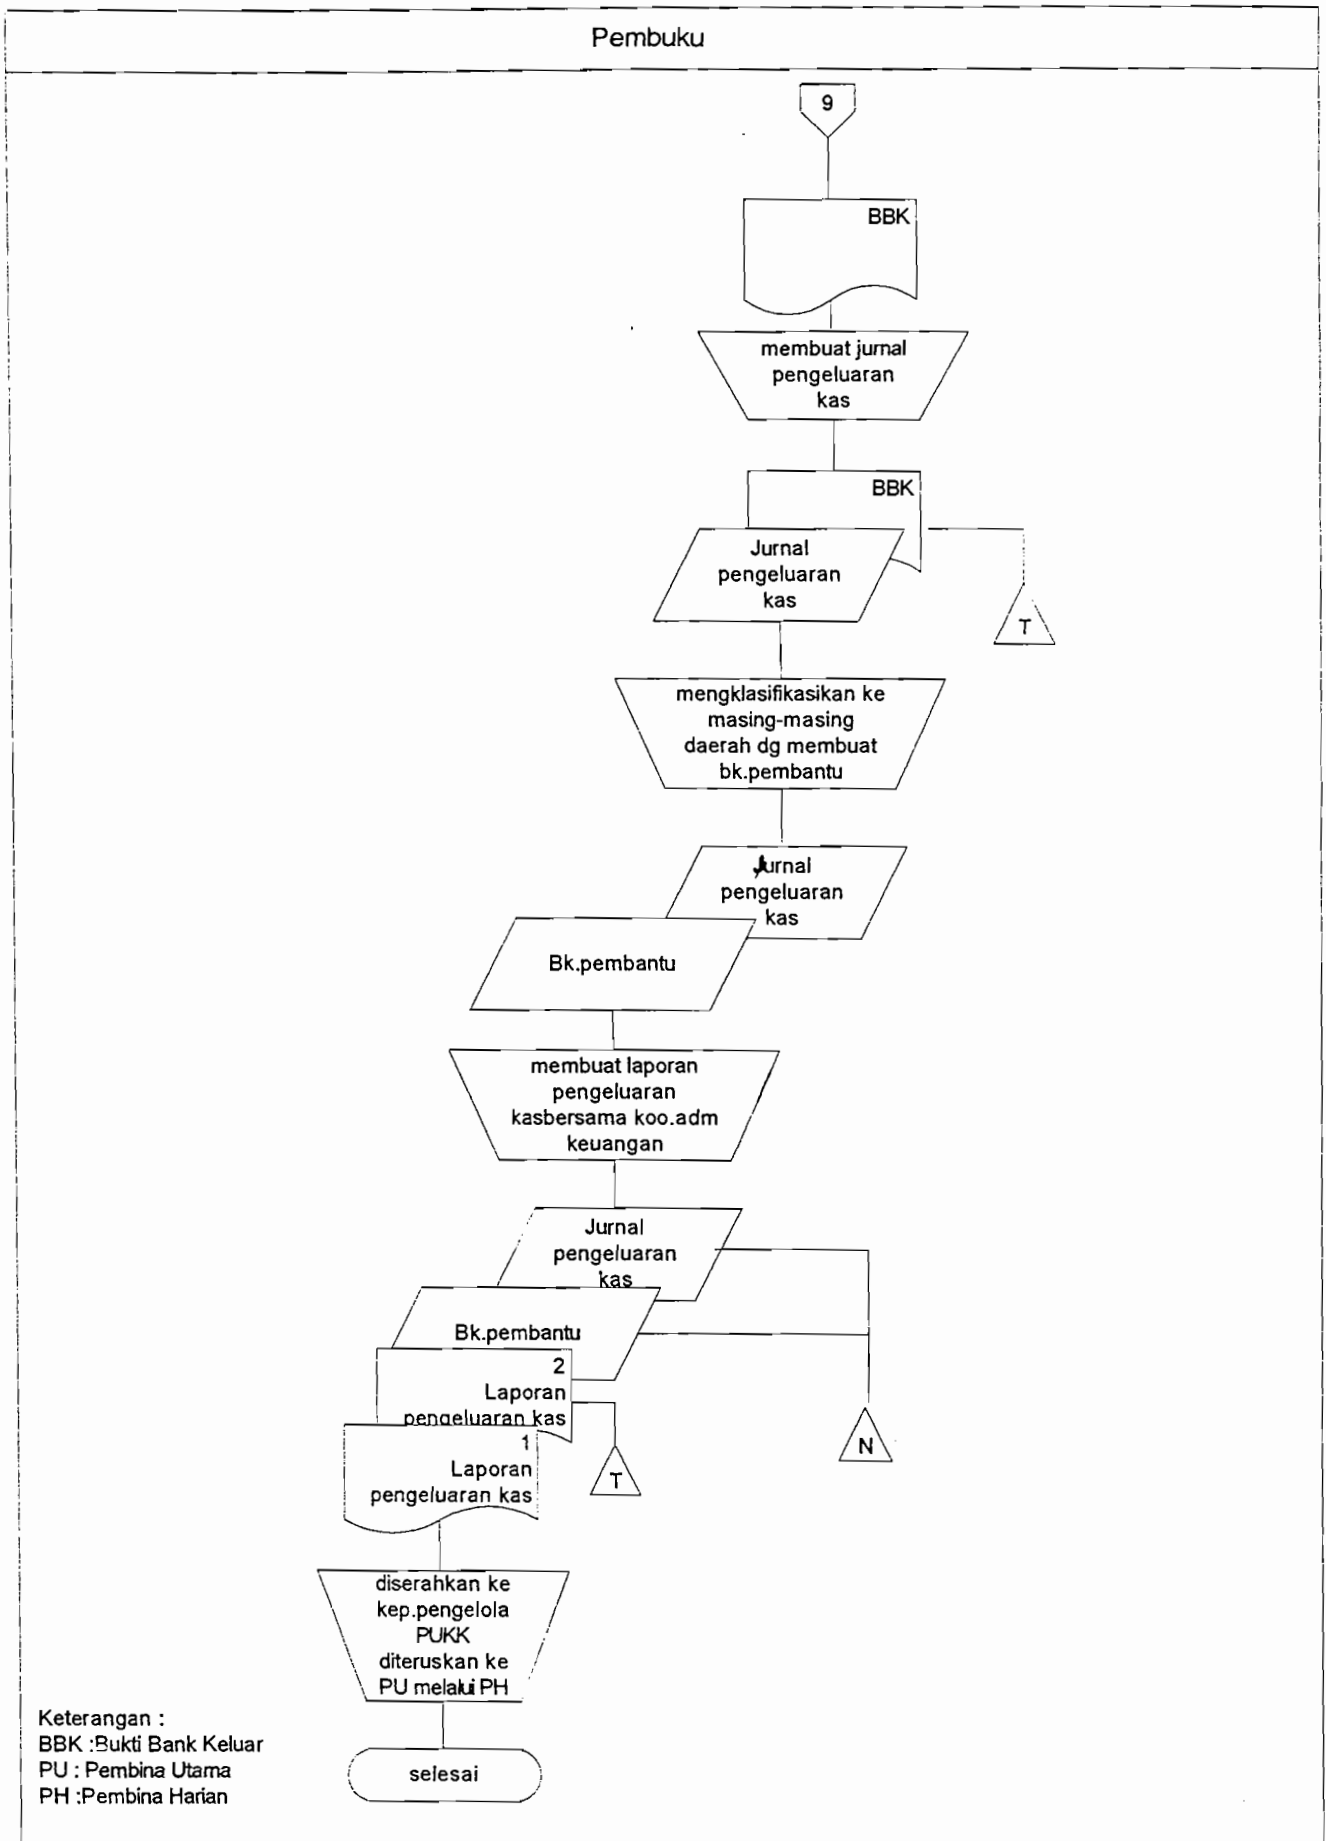 Pembuku
9
BBK
membuat jurnal
pengeluaran
kas
BBK
Jurnal
pengeluaran
kas
T
mengklasifikasikan ke
masing-masing
daerah dg membuat
bk.pembantu
Jurnal
pengeluaran
kas
Bk.pembantu
membuat laporan
pengeluaran
kasbersama koo.adm
keuangan
Jurnal
pengeluaran
kas
Bk.pembantu
2
Laporan
pengeluaran kas
1
Laporan
pengeluaran kas
T
N
diserahkan ke
kep.pengelola
PUKK
diteruskan ke
PU melalui PH
selesai
Keterangan :
BBK :Bukti Bank Keluar
PU : Pembina Utama
PH :Pembina Harian